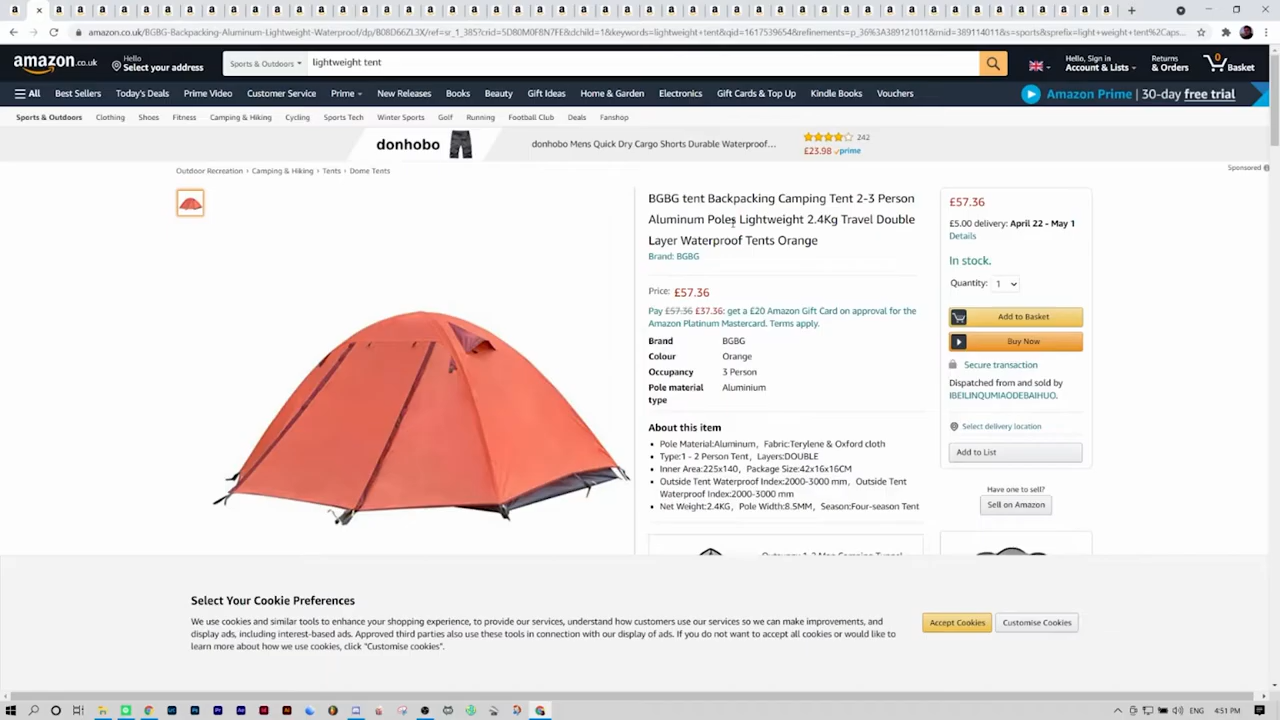 amazon.co.uk/BGBG-Backpacking-Aluminum-Lightweight-Waterproof/dp/B08D66ZL3X/ref=sr_1_385?crid=5D80M0F8N7FE&dchild=1&keywords=lightweight+tent&qid=1617539654&refinements=p_36%3A389121011&rnid=389114011&s=sports&sprefix=light+weight+tent%2Caps...
amazon.co.uk
Hello
Select your address
Sports & Outdoors
lightweight tent
Hello, Sign in
Account & Lists
Returns
& Orders
0
Basket
All
Best Sellers
Today's Deals
Prime Video
Customer Service
Prime
New Releases
Books
Beauty
Gift Ideas
Home & Garden
Electronics
Gift Cards & Top Up
Kindle Books
Vouchers
Amazon Prime | 30-day free trial
Sports & Outdoors
Clothing
Shoes
Fitness
Camping & Hiking
Cycling
Sports Tech
Winter Sports
Golf
Running
Football Club
Deals
Fanshop
donhobo
donhobo Mens Quick Dry Cargo Shorts Durable Waterproof...
242
£23.98 prime
Sponsored
Outdoor Recreation › Camping & Hiking › Tents › Dome Tents
BGBG tent Backpacking Camping Tent 2-3 Person
Aluminum Poles Lightweight 2.4Kg Travel Double
Layer Waterproof Tents Orange
Brand: BGBG
Price: £57.36
Pay £57.36 £37.36: get a £20 Amazon Gift Card on approval for the
Amazon Platinum Mastercard. Terms apply.
Brand BGBG
Colour Orange
Occupancy 3 Person
Pole material Aluminium
type
About this item
• Pole Material:Aluminum，Fabric:Terylene & Oxford cloth
• Type:1 - 2 Person Tent，Layers:DOUBLE
• Inner Area:225x140，Package Size:42x16x16CM
• Outside Tent Waterproof Index:2000-3000 mm，Outside Tent
Waterproof Index:2000-3000 mm
• Net Weight:2.4KG，Pole Width:8.5MM，Season:Four-season Tent
£57.36
£5.00 delivery: April 22 - May 1
Details
In stock.
Quantity: 1
Add to Basket
Buy Now
Secure transaction
Dispatched from and sold by
IBEILINQUMIAODEBAIHUO.
Select delivery location
Add to List
Have one to sell?
Sell on Amazon
Select Your Cookie Preferences
We use cookies and similar tools to enhance your shopping experience, to provide our services, understand how customers use our services so we can make improvements, and
display ads, including interest-based ads. Approved third parties also use these tools in connection with our display of ads. If you do not want to accept all cookies or would like to
learn more about how we use cookies, click "Customise cookies".
Accept Cookies
Customise Cookies
ENG
4:51 PM